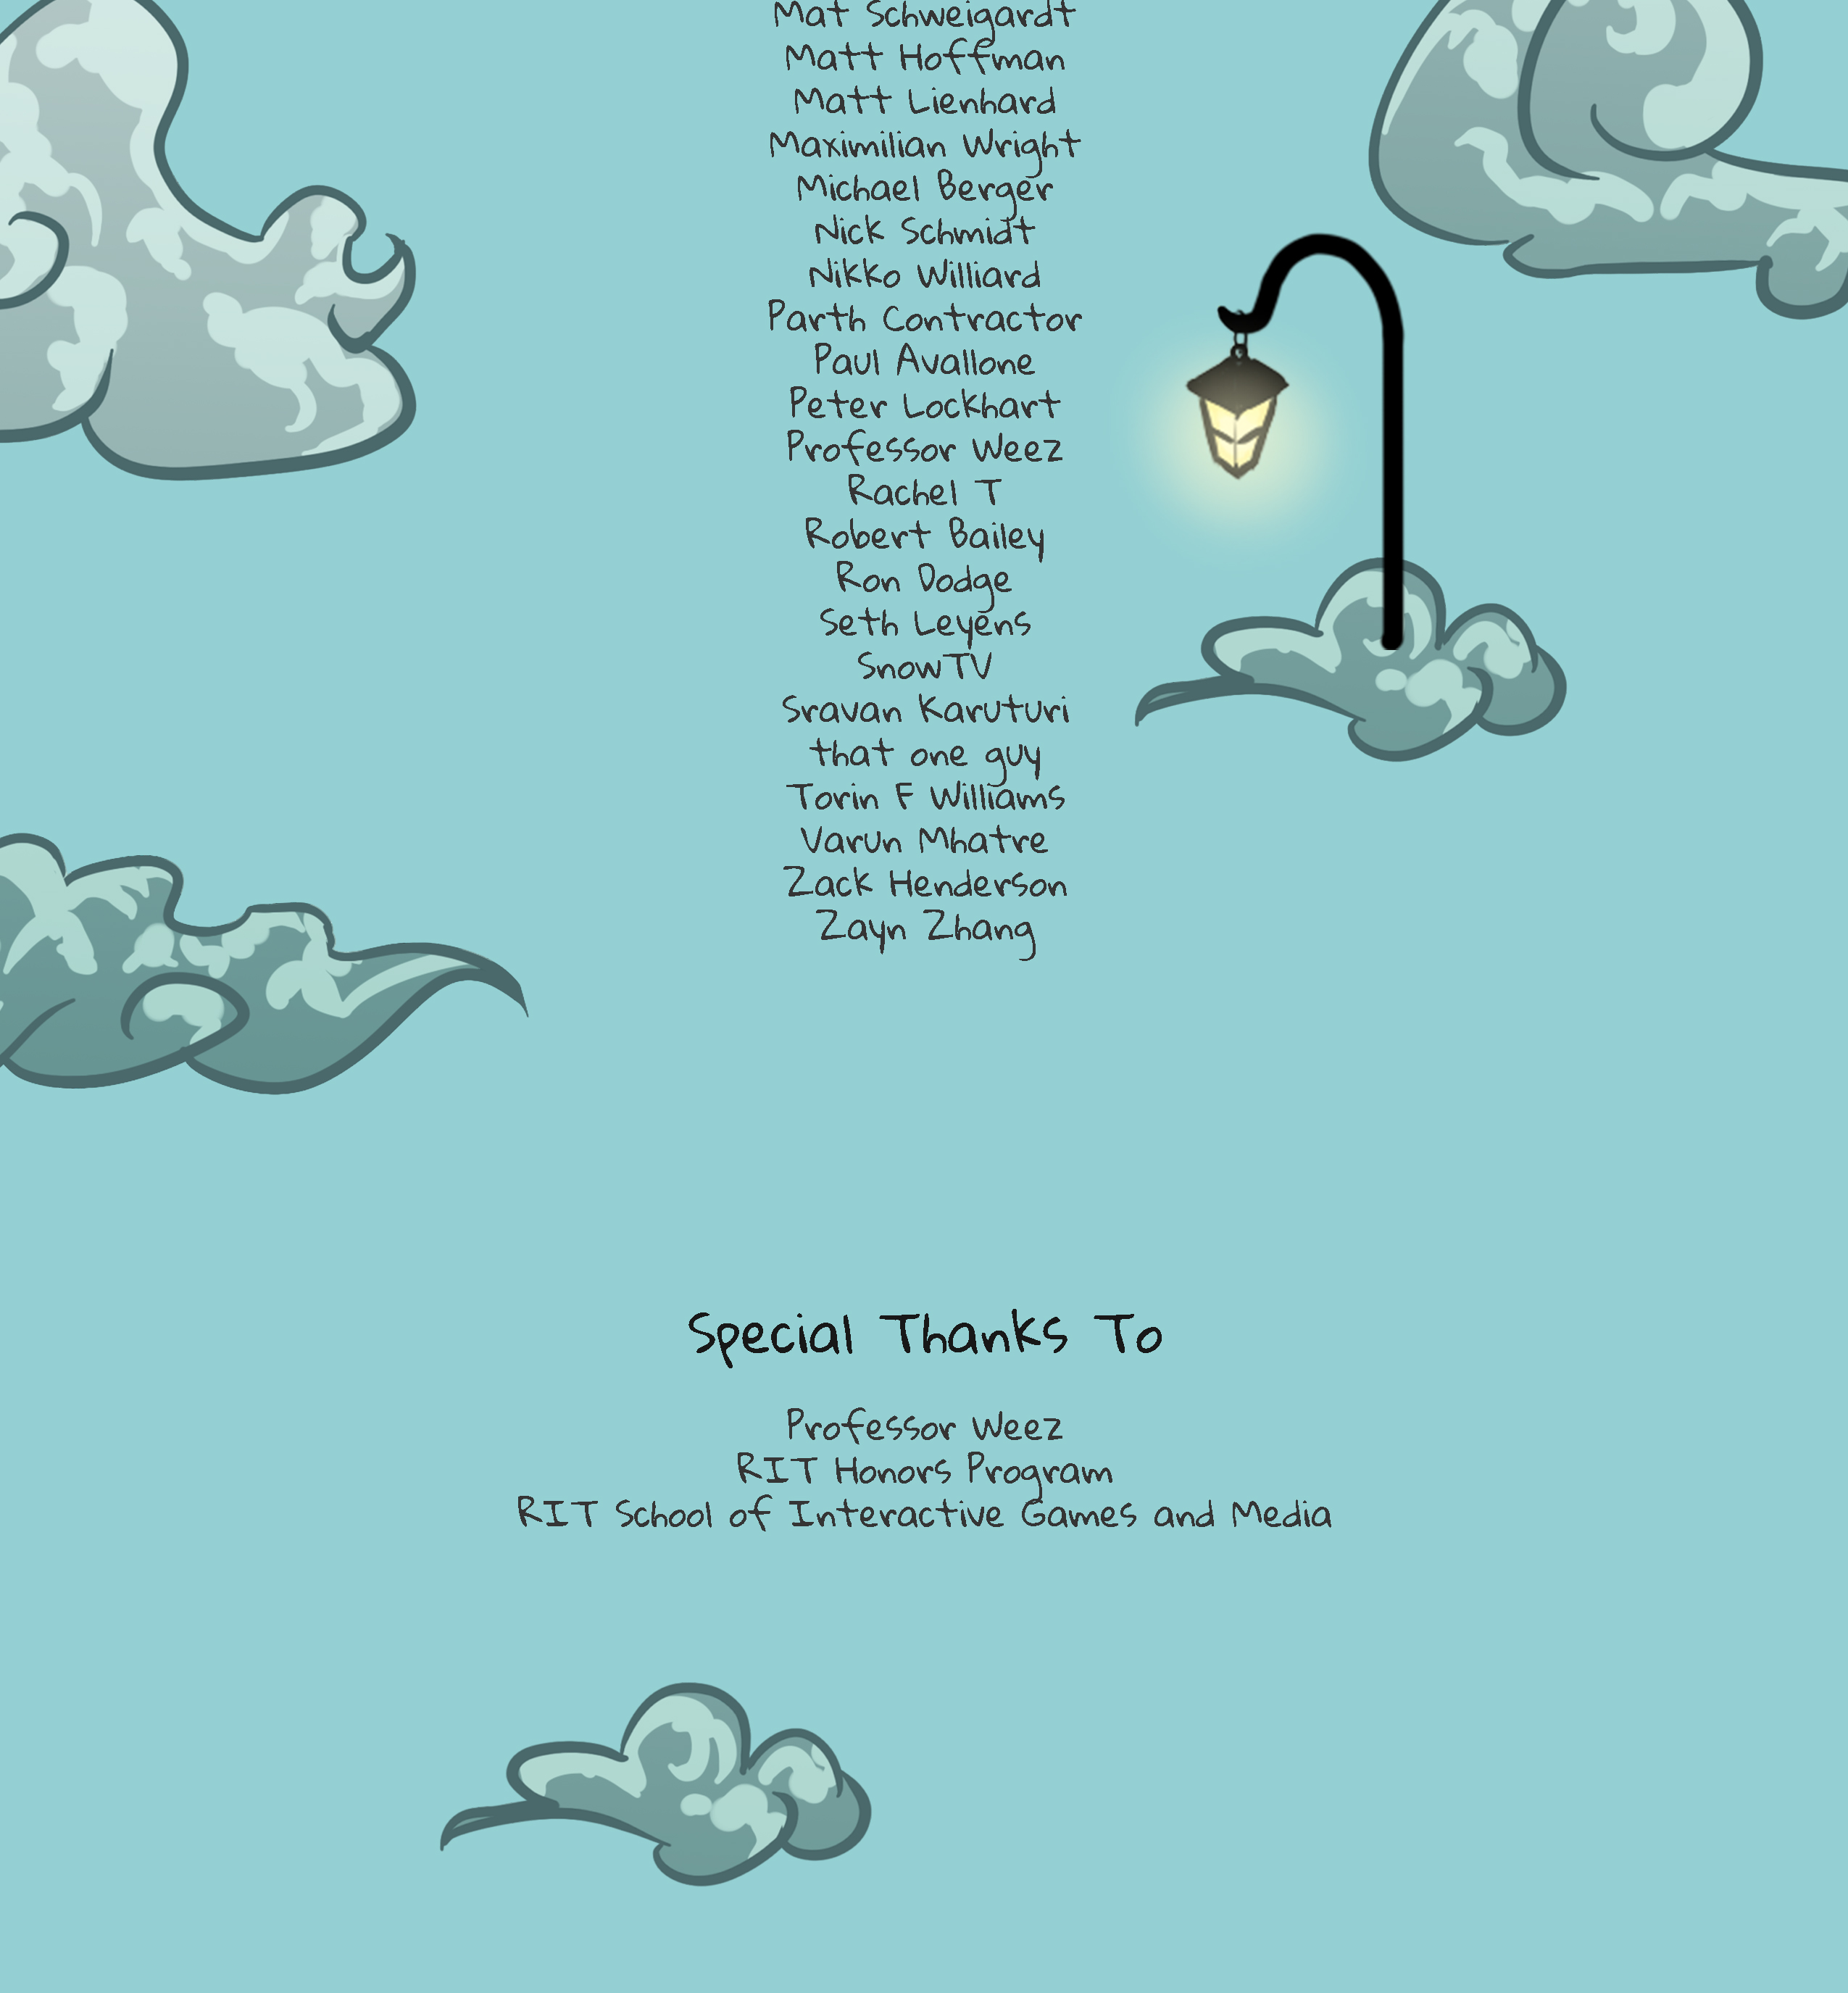 Mat Schweigardt
Matt Hoffman
Matt Lienhard
Maximilian Wright
Michael Berger
Nick Schmidt
Nikko Williard
Parth Contractor
Paul Avallone
Peter Lockhart
Professor Weez
Rachel T
Robert Bailey
Ron Dodge
Seth Leyens
SnowTV
Sravan Karuturi
that one guy
Torin F Williams
Varun Mhatre
Zack Henderson
Zayn Zhang
Special Thanks To
Professor Weez
RIT Honors Program
RIT School of Interactive Games and Media